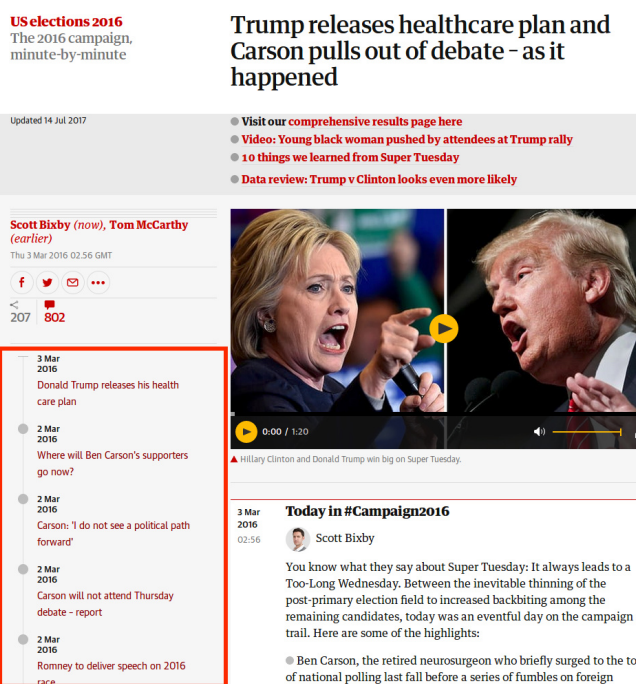 US elections 2016
The 2016 campaign,
minute-by-minute
Trump releases healthcare plan and
Carson pulls out of debate – as it
happened
Updated 14 Jul 2017
Visit our comprehensive results page here
Video: Young black woman pushed by attendees at Trump rally
10 things we learned from Super Tuesday
Data review: Trump v Clinton looks even more likely
Scott Bixby (now), Tom McCarthy
(earlier)
Thu 3 Mar 2016 02.56 GMT
207
802
3 Mar
2016
Donald Trump releases his health
care plan
2 Mar
2016
Where will Ben Carson's supporters
go now?
2 Mar
2016
Carson: 'I do not see a political path
forward'
2 Mar
2016
Carson will not attend Thursday
debate – report
2 Mar
2016
Romney to deliver speech on 2016
race
0:00 / 1:20
Hillary Clinton and Donald Trump win big on Super Tuesday.
3 Mar
2016
02:56
Today in #Campaign2016
Scott Bixby
You know what they say about Super Tuesday: It always leads to a
Too-Long Wednesday. Between the inevitable thinning of the
post-primary election field to increased backbiting among the
remaining candidates, today was an eventful day on the campaign
trail. Here are some of the highlights:
Ben Carson, the retired neurosurgeon who briefly surged to the to
of national polling last fall before a series of fumbles on foreign